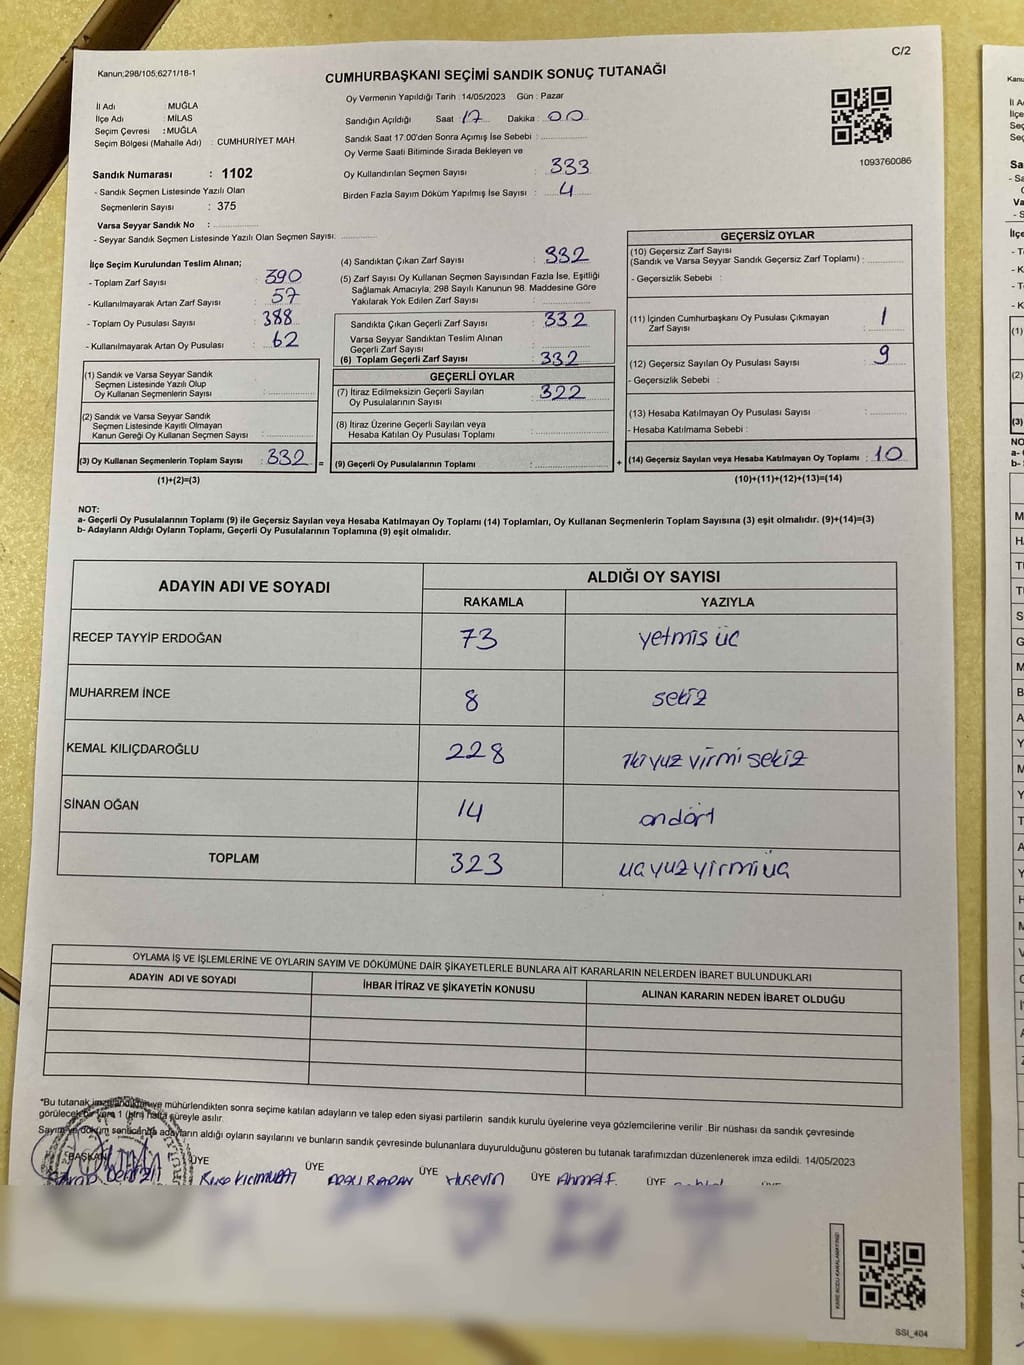 C/2
Kanun;298/105;6271/18-1
CUMHURBAŞKANI SEÇİMİ SANDIK SONUÇ TUTANAĞI
İl Adı : MUĞLA
İlçe Adı : MİLAS
Seçim Çevresi : MUĞLA
Seçim Bölgesi (Mahalle Adı) : CUMHURİYET MAH
Sandık Numarası : 1102
- Sandık Seçmen Listesinde Yazılı Olan
Seçmenlerin Sayısı : 375
Varsa Seyyar Sandık No :
- Seyyar Sandık Seçmen Listesinde Yazılı Olan Seçmen Sayısı:
Oy Vermenin Yapıldığı Tarih : 14/05/2023 Gün : Pazar
Sandığın Açıldığı Saat : 17 Dakika : 00
Sandık Saat 17:00'den Sonra Açımış İse Sebebi :
Oy Verme Saati Bitiminde Sırada Bekleyen ve
Oy Kullandırılan Seçmen Sayısı : 333
Birden Fazla Sayım Döküm Yapılmış İse Sayısı : 4
1093760086
İlçe Seçim Kurulundan Teslim Alınan;
- Toplam Zarf Sayısı : 390
- Kullanılmayarak Artan Zarf Sayısı : 57
- Toplam Oy Pusulası Sayısı : 388
- Kullanılmayarak Artan Oy Pusulası : 62
(1) Sandık ve Varsa Seyyar Sandık
Seçmen Listesinde Yazılı Olup
Oy Kullanan Seçmenlerin Sayısı :
(2) Sandık ve Varsa Seyyar Sandık
Seçmen Listesinde Kayıtlı Olmayan
Kanun Gereği Oy Kullanan Seçmen Sayısı :
(3) Oy Kullanan Seçmenlerin Toplam Sayısı : 332 =
(1)+(2)=(3)
(4) Sandıktan Çıkan Zarf Sayısı : 332
(5) Zarf Sayısı Oy Kullanan Seçmen Sayısından Fazla İse, Eşitliği
Sağlamak Amacıyla; 298 Sayılı Kanunun 98. Maddesine Göre
Yakılarak Yok Edilen Zarf Sayısı :
Sandıkta Çıkan Geçerli Zarf Sayısı : 332
Varsa Seyyar Sandıktan Teslim Alınan
Geçerli Zarf Sayısı :
(6) Toplam Geçerli Zarf Sayısı : 332
GEÇERLİ OYLAR
(7) İtiraz Edilmeksizin Geçerli Sayılan
Oy Pusulalarının Sayısı : 322
(8) İtiraz Üzerine Geçerli Sayılan veya
Hesaba Katılan Oy Pusulası Toplamı :
(9) Geçerli Oy Pusulalarının Toplamı : +
GEÇERSİZ OYLAR
(10) Geçersiz Zarf Sayısı
(Sandık ve Varsa Seyyar Sandık Geçersiz Zarf Toplamı) :
- Geçersizlik Sebebi :
(11) İçinden Cumhurbaşkanı Oy Pusulası Çıkmayan
Zarf Sayısı : 1
(12) Geçersiz Sayılan Oy Pusulası Sayısı : 9
- Geçersizlik Sebebi :
(13) Hesaba Katılmayan Oy Pusulası Sayısı :
- Hesaba Katılmama Sebebi :
(14) Geçersiz Sayılan veya Hesaba Katılmayan Oy Toplamı : 10
(10)+(11)+(12)+(13)=(14)
NOT:
a- Geçerli Oy Pusulalarının Toplamı (9) ile Geçersiz Sayılan veya Hesaba Katılmayan Oy Toplamı (14) Toplamları, Oy Kullanan Seçmenlerin Toplam Sayısına (3) eşit olmalıdır. (9)+(14)=(3)
b- Adayların Aldığı Oyların Toplamı, Geçerli Oy Pusulalarının Toplamına (9) eşit olmalıdır.
ADAYIN ADI VE SOYADI
ALDIĞI OY SAYISI
RAKAMLA YAZIYLA
RECEP TAYYİP ERDOĞAN 73 yetmis üc
MUHARREM İNCE 8 sekiz
KEMAL KILIÇDAROĞLU 228 ikiyuz yirmi sekiz
SİNAN OĞAN 14 ondört
TOPLAM 323 ucyuzyirmiüc
OYLAMA İŞ VE İŞLEMLERİNE VE OYLARIN SAYIM VE DÖKÜMÜNE DAİR ŞİKAYETLERLE BUNLARA AİT KARARLARIN NELERDEN İBARET BULUNDUKLARI
ADAYIN ADI VE SOYADI İHBAR İTİRAZ VE ŞİKAYETİN KONUSU ALINAN KARARIN NEDEN İBARET OLDUĞU
*Bu tutanak imzalandıktan ve mühürlendikten sonra seçime katılan adayların ve talep eden siyasi partilerin sandık kurulu üyelerine veya gözlemcilerine verilir .Bir nüshası da sandık çevresinde
görülecek bir yere 1 (bir) hafta süreyle asılır.
Sayım ve döküm sonucunda adayların aldığı oyların sayılarını ve bunların sandık çevresinde bulunanlara duyurulduğunu gösteren bu tutanak tarafımızdan düzenlenerek imza edildi. 14/05/2023
BAŞKAN ÜYE ÜYE ÜYE ÜYE ÜYE
Huseyin Ahmet F.
SSI_404